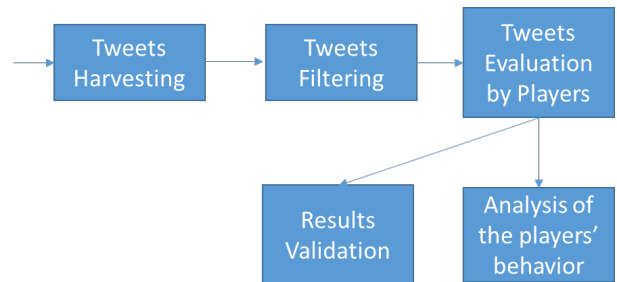 Tweets
Harvesting
Tweets
Filtering
Tweets
Evaluation
by Players
Results
Validation
Analysis of
the players’
behavior